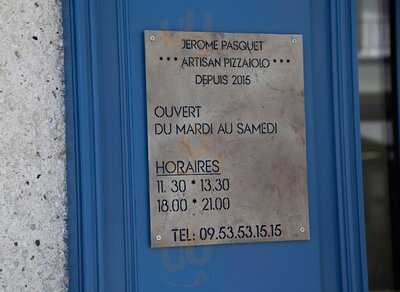 JEROME PASQUET
*** ARTISAN PIZZAIOLO ***
DEPUIS 2015
OUVERT
DU MARDI AU SAMEDI
HORAIRES
11. 30 * 13.30
18.00 * 21.00
TEL: 09.53.53.15.15